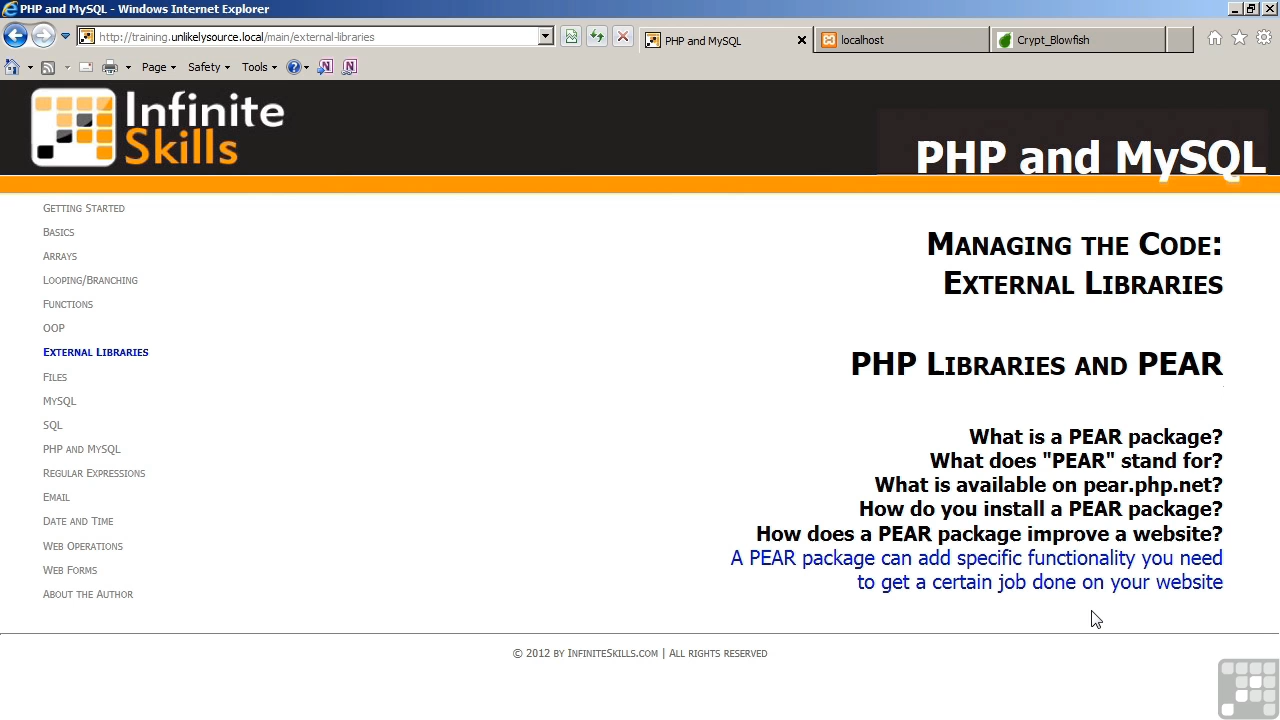 PHP and MySQL - Windows Internet Explorer
http://training.unlikelysource.local/main/external-libraries
PHP and MySQL
localhost
Crypt_Blowfish
Page
Safety
Tools
Infinite
Skills
PHP and MySQL
GETTING STARTED
BASICS
ARRAYS
LOOPING/BRANCHING
FUNCTIONS
OOP
EXTERNAL LIBRARIES
FILES
MYSQL
SQL
PHP AND MYSQL
REGULAR EXPRESSIONS
EMAIL
DATE AND TIME
WEB OPERATIONS
WEB FORMS
ABOUT THE AUTHOR
MANAGING THE CODE:
EXTERNAL LIBRARIES
PHP LIBRARIES AND PEAR
What is a PEAR package?
What does "PEAR" stand for?
What is available on pear.php.net?
How do you install a PEAR package?
How does a PEAR package improve a website?
A PEAR package can add specific functionality you need
to get a certain job done on your website
© 2012 BY INFINITESKILLS.COM | ALL RIGHTS RESERVED